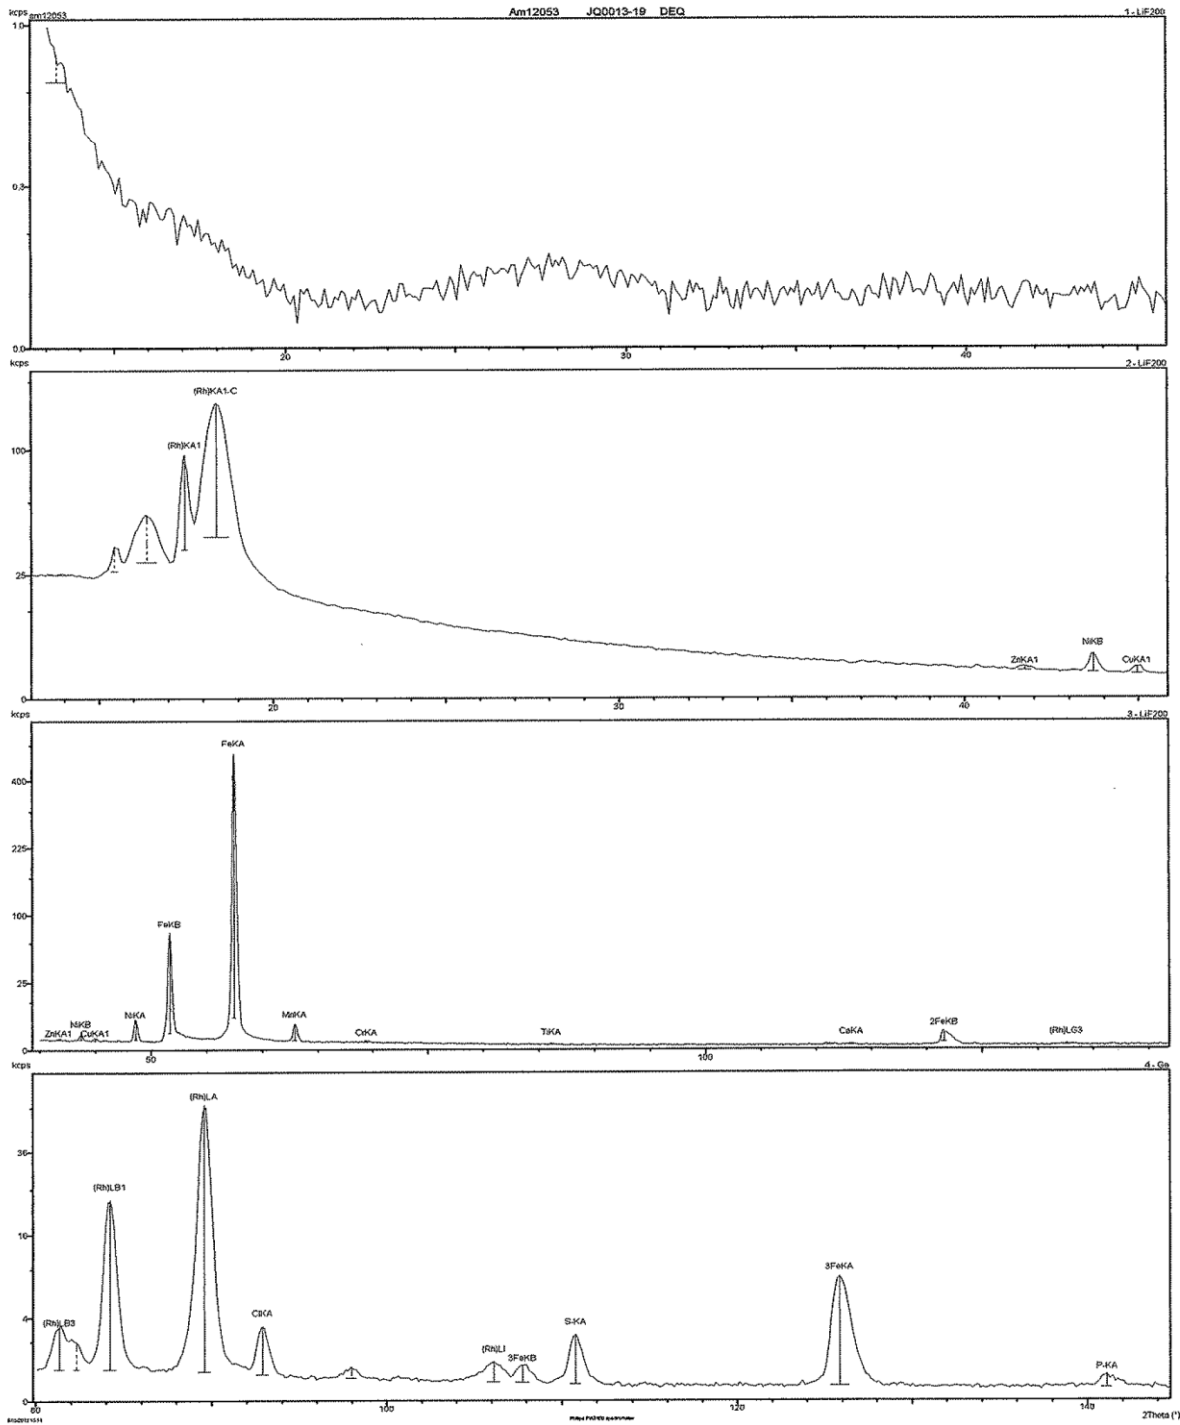 kcps am12053 Am12053 JQ0013-19 DEQ 1 - LiF200
1.0
0.3
0.0
20 30 40
kcps 2 - LiF200
(Rh)KA1-C
(Rh)KA1
100
25
NiKB
ZnKA1 CuKA1
0
20 30 40
kcps 3 - LiF200
FeKA
400
225
100
FeKB
25
NiKA MnKA
NiKB
ZnKA1 CuKA1 CrKA TiKA CaKA 2FeKB (Rh)LG3
0
50 100
kcps 4 - Ge
(Rh)LA
36
(Rh)LB1
16
3FeKA
4
(Rh)LB3 ClKA S-KA
(Rh)Ll 3FeKB
P-KA
0
80 100 120 140
2Theta (°)